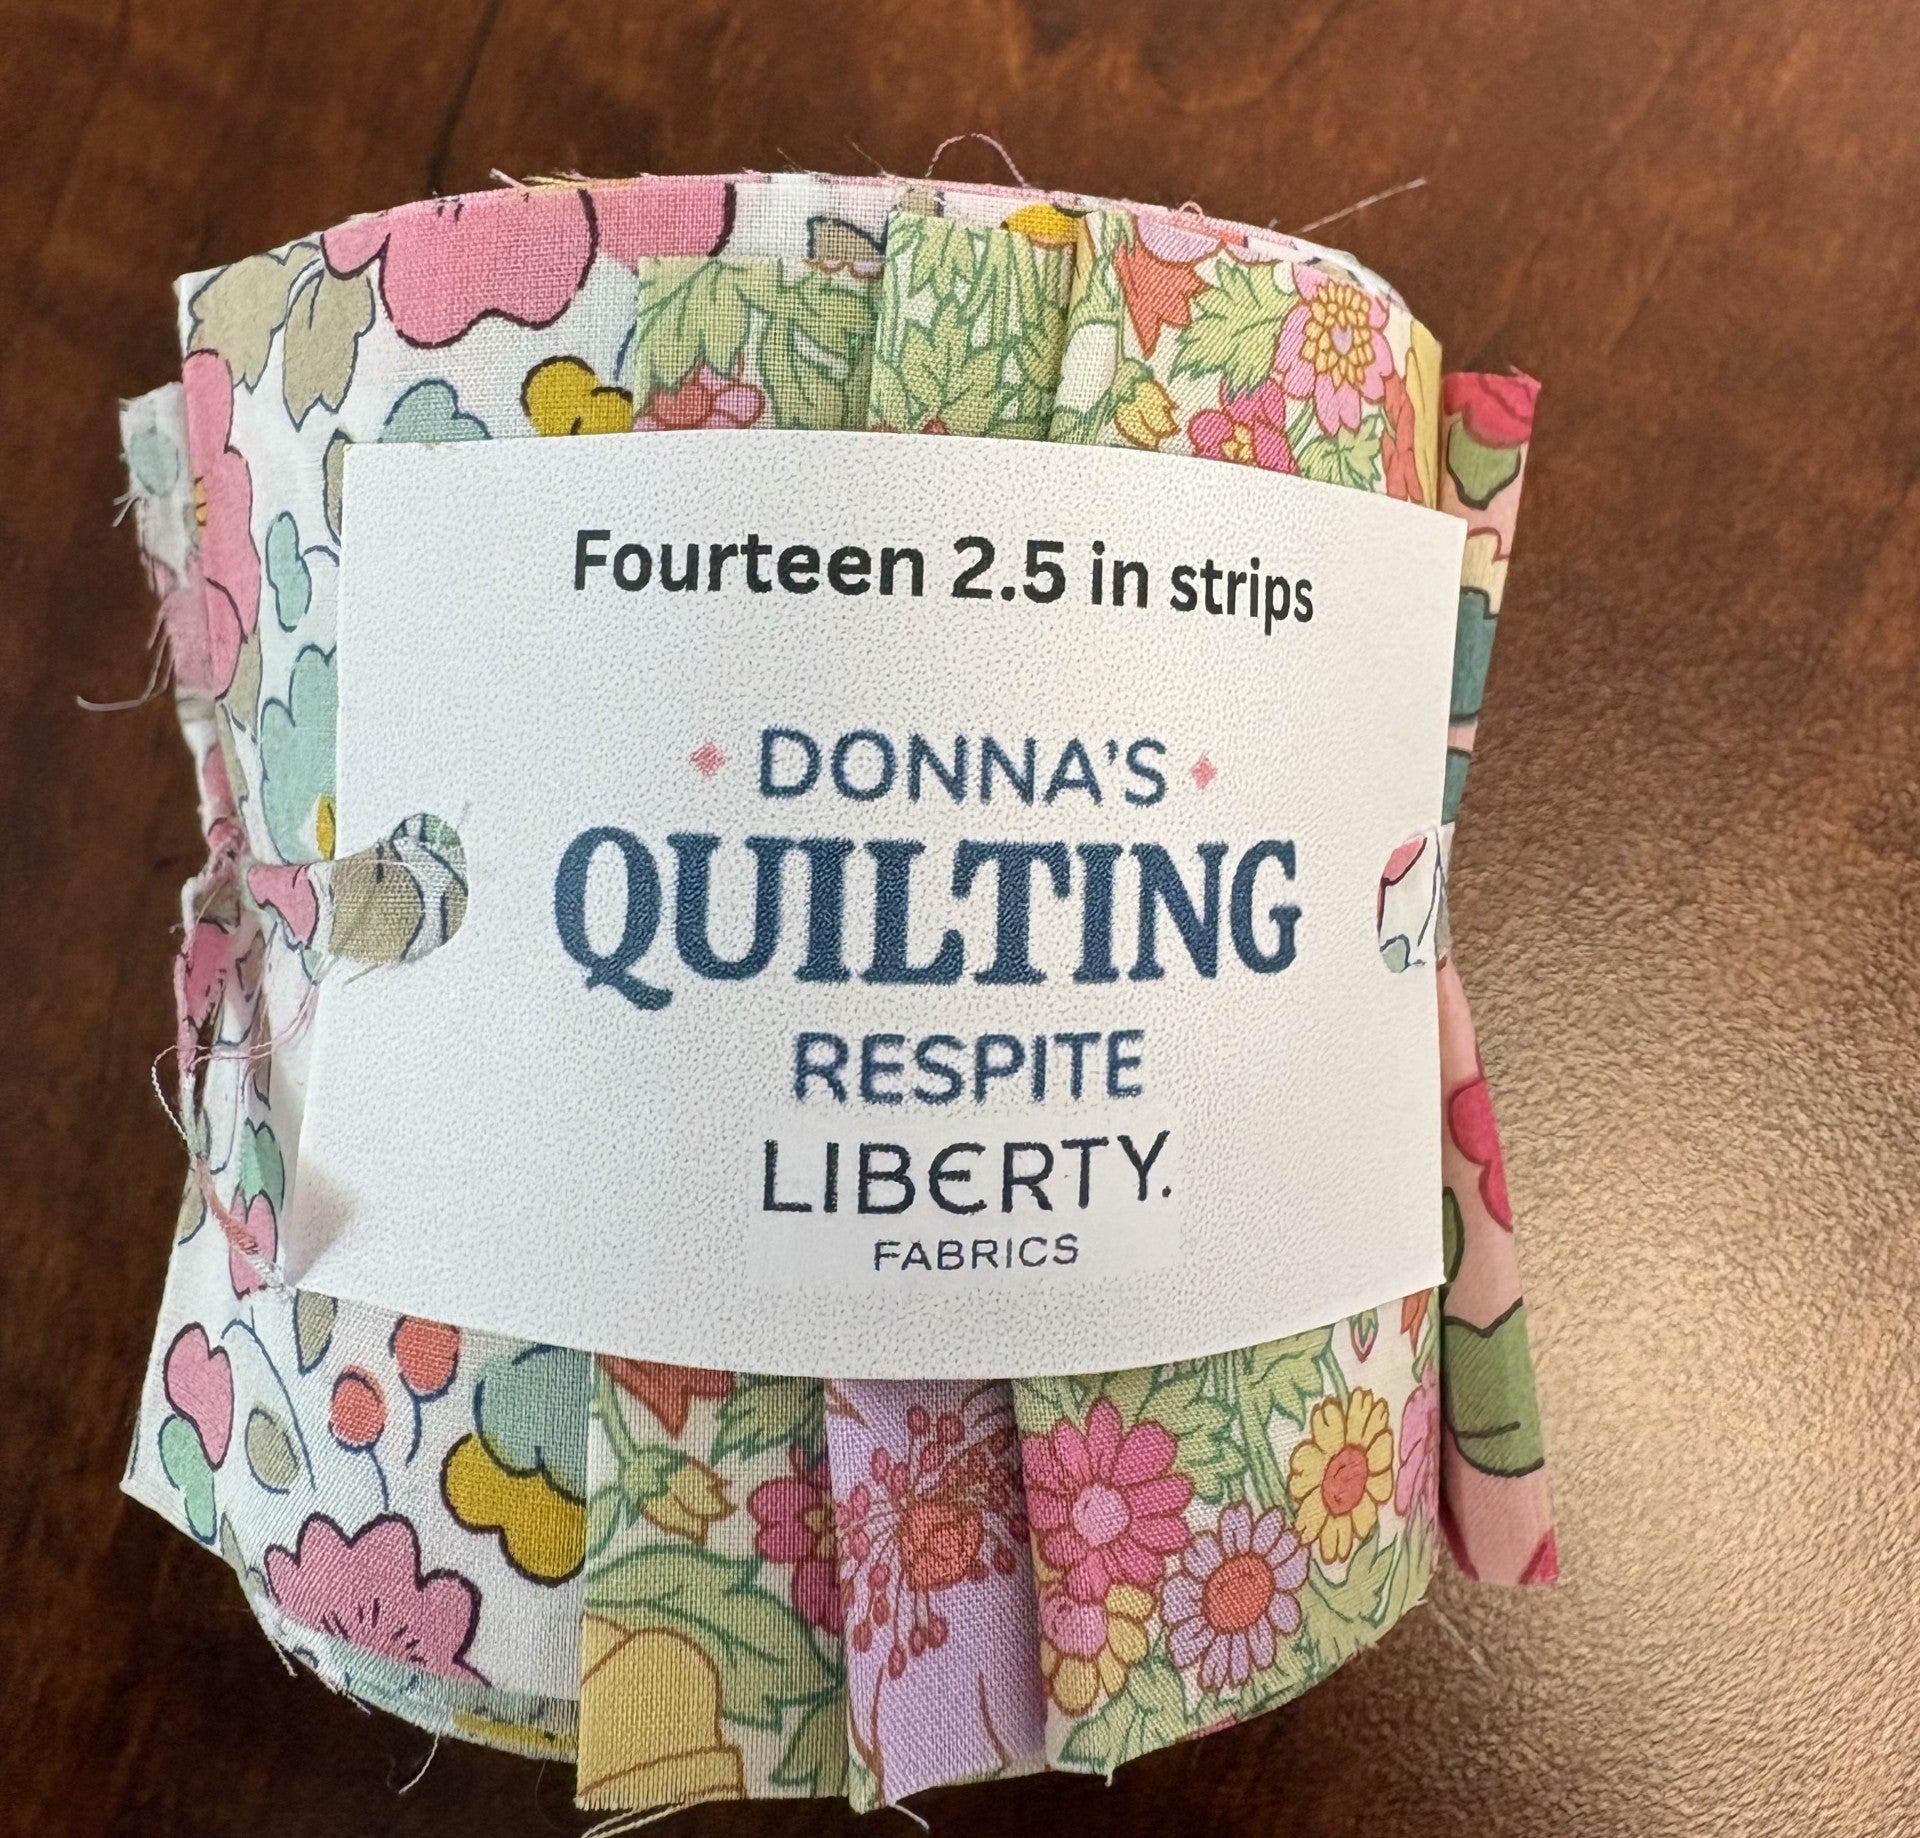 Fourteen 2.5 in strips
DONNA'S
QUILTING
RESPITE
LIBERTY.
FABRICS